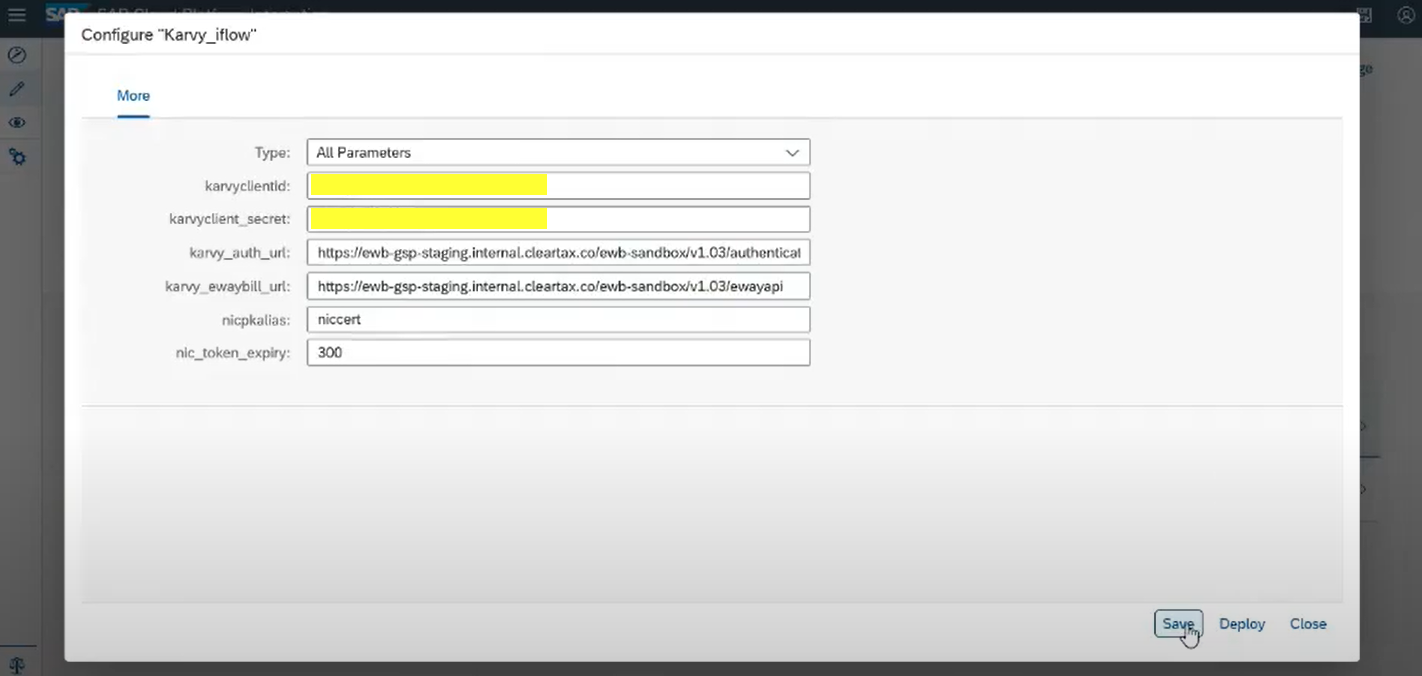 SAP
Configure "Karvy_iflow"
More
Type: All Parameters
karvyclientid:
karvyclient_secret:
karvy_auth_url: https://ewb-gsp-staging.internal.cleartax.co/ewb-sandbox/v1.03/authenticat
karvy_ewaybill_url: https://ewb-gsp-staging.internal.cleartax.co/ewb-sandbox/v1.03/ewayapi
nicpkalias: niccert
nic_token_expiry: 300
Save Deploy Close